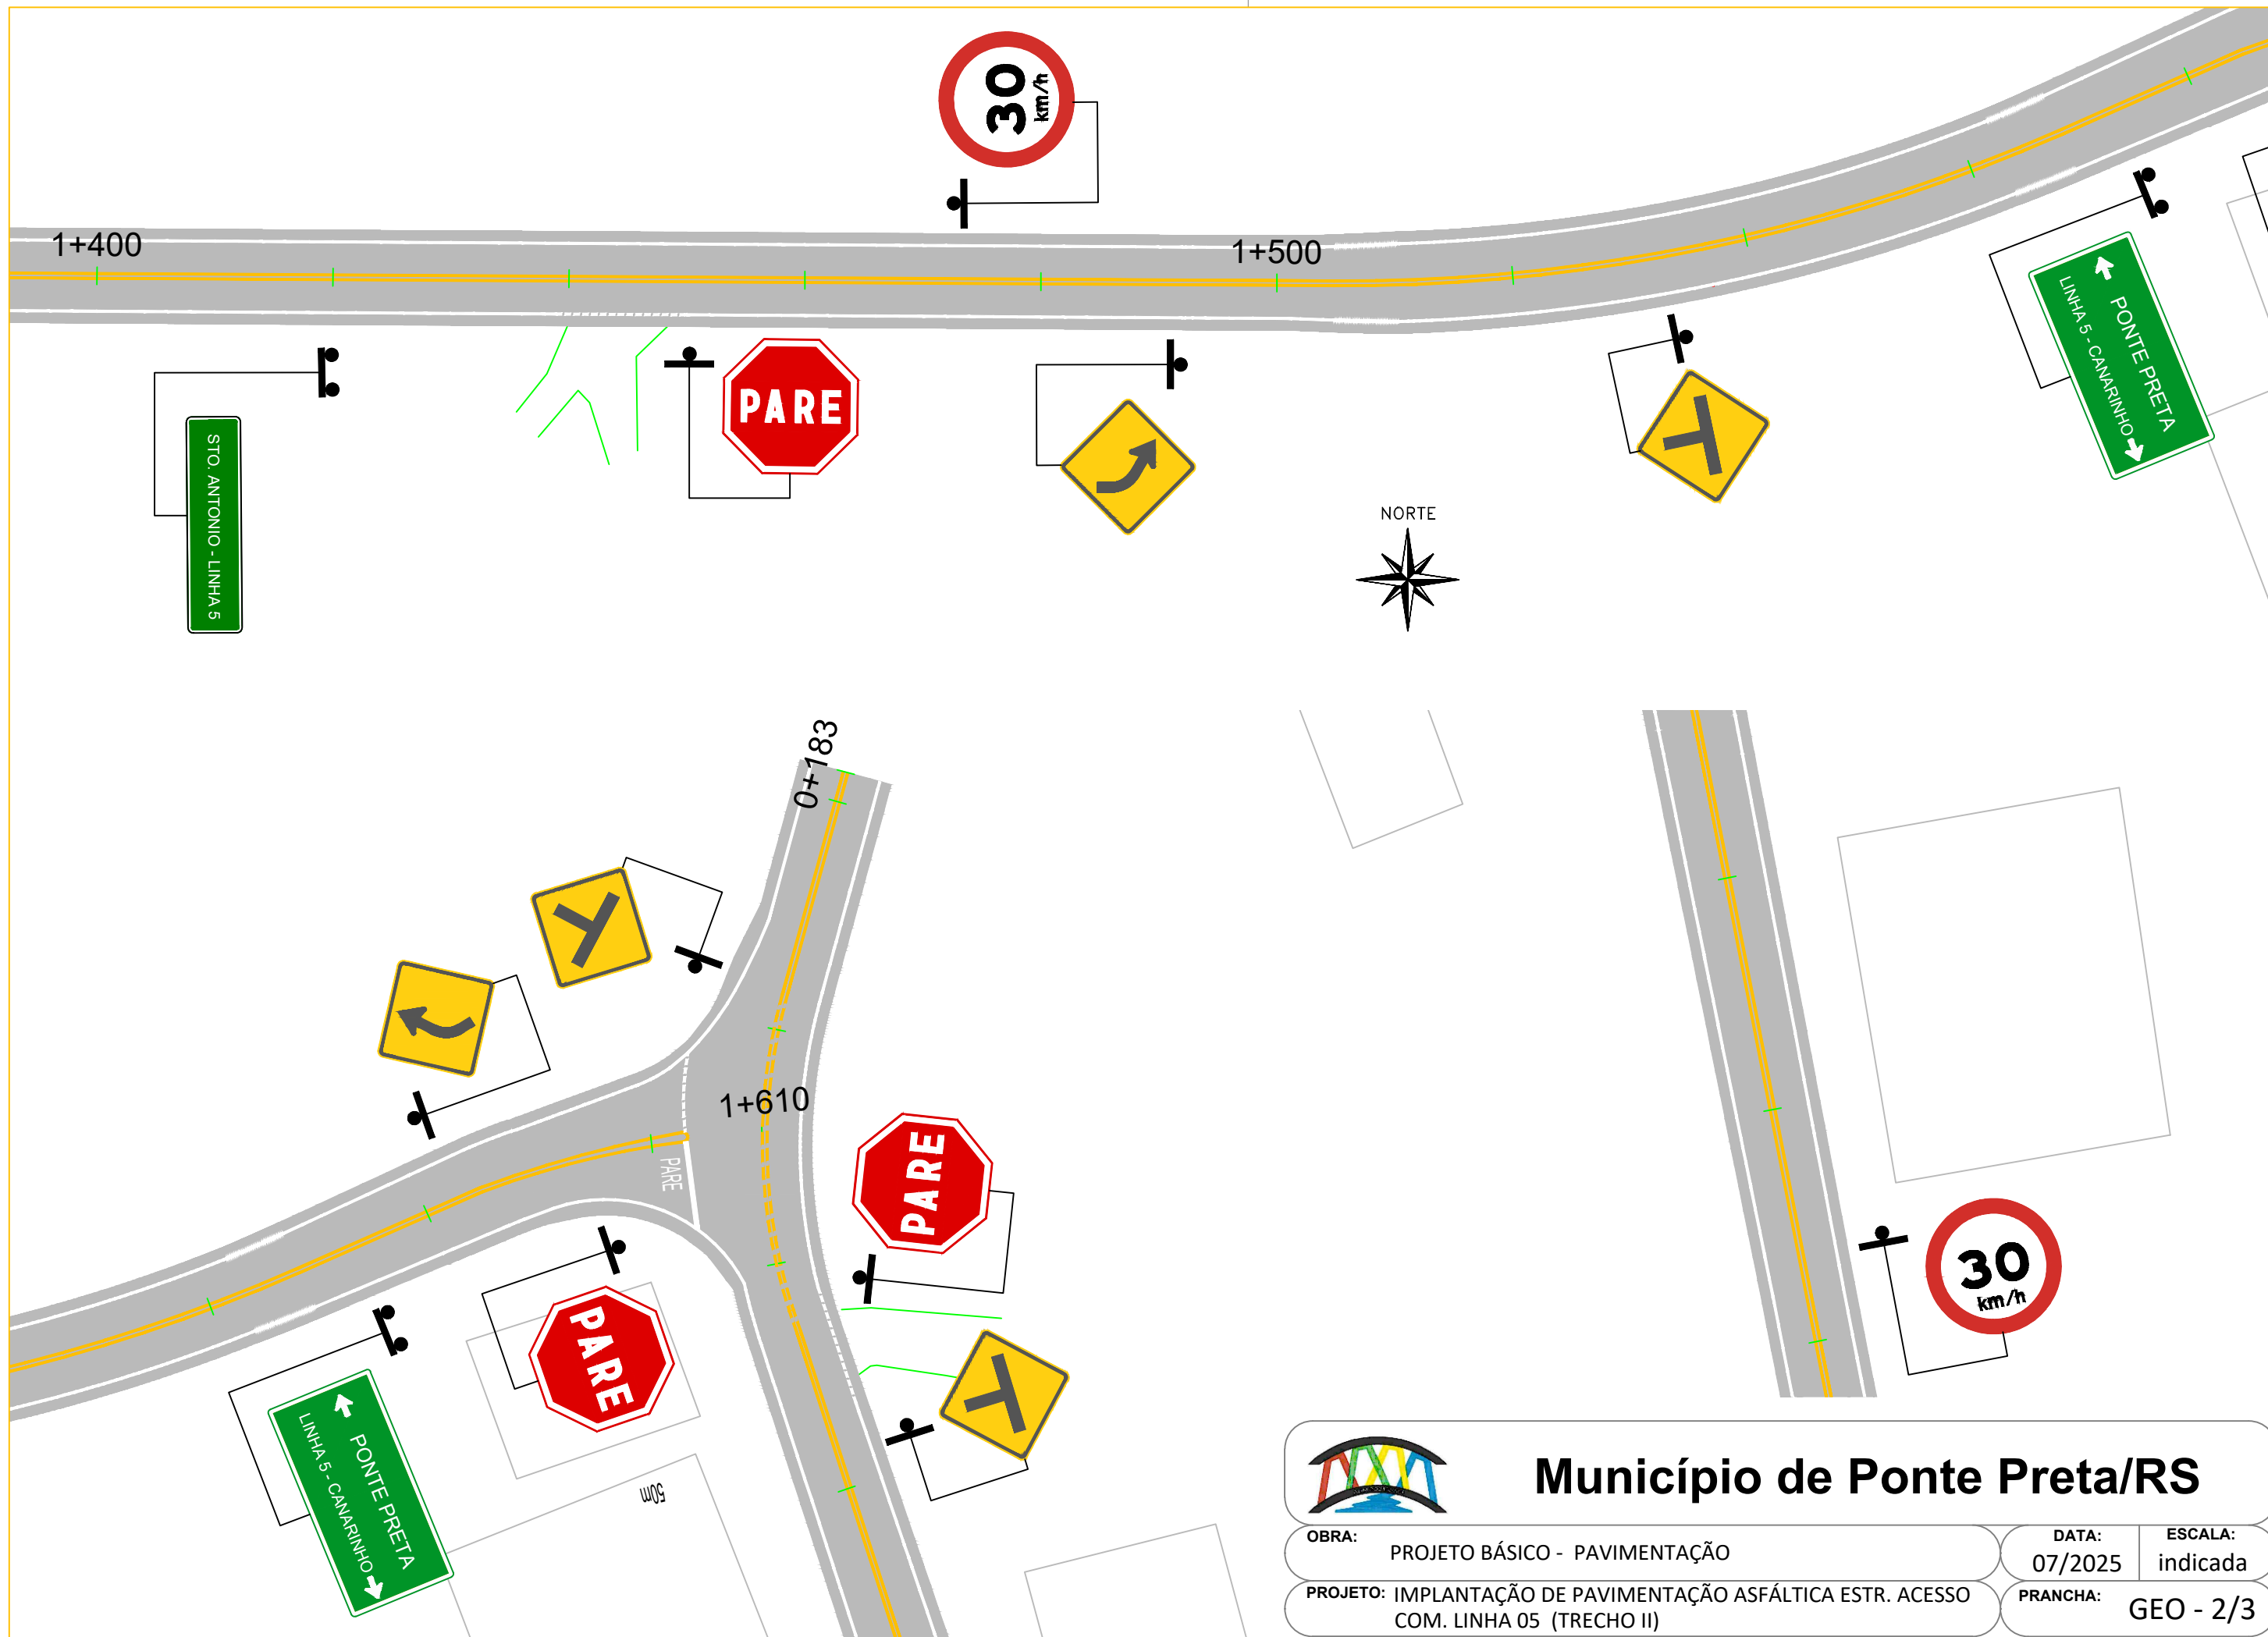 30
km/h
1+400
1+500
PONTE PRETA
LINHA 5 - CANARINHO
PARE
STO. ANTONIO - LINHA 5
NORTE
0+183
1+610
PARE
PARE
PARE
30
km/h
PONTE PRETA
LINHA 5 - CANARINHO
50m
Município de Ponte Preta/RS
OBRA: PROJETO BÁSICO - PAVIMENTAÇÃO
DATA: 07/2025
ESCALA: indicada
PROJETO: IMPLANTAÇÃO DE PAVIMENTAÇÃO ASFÁLTICA ESTR. ACESSO
COM. LINHA 05 (TRECHO II)
PRANCHA: GEO - 2/3